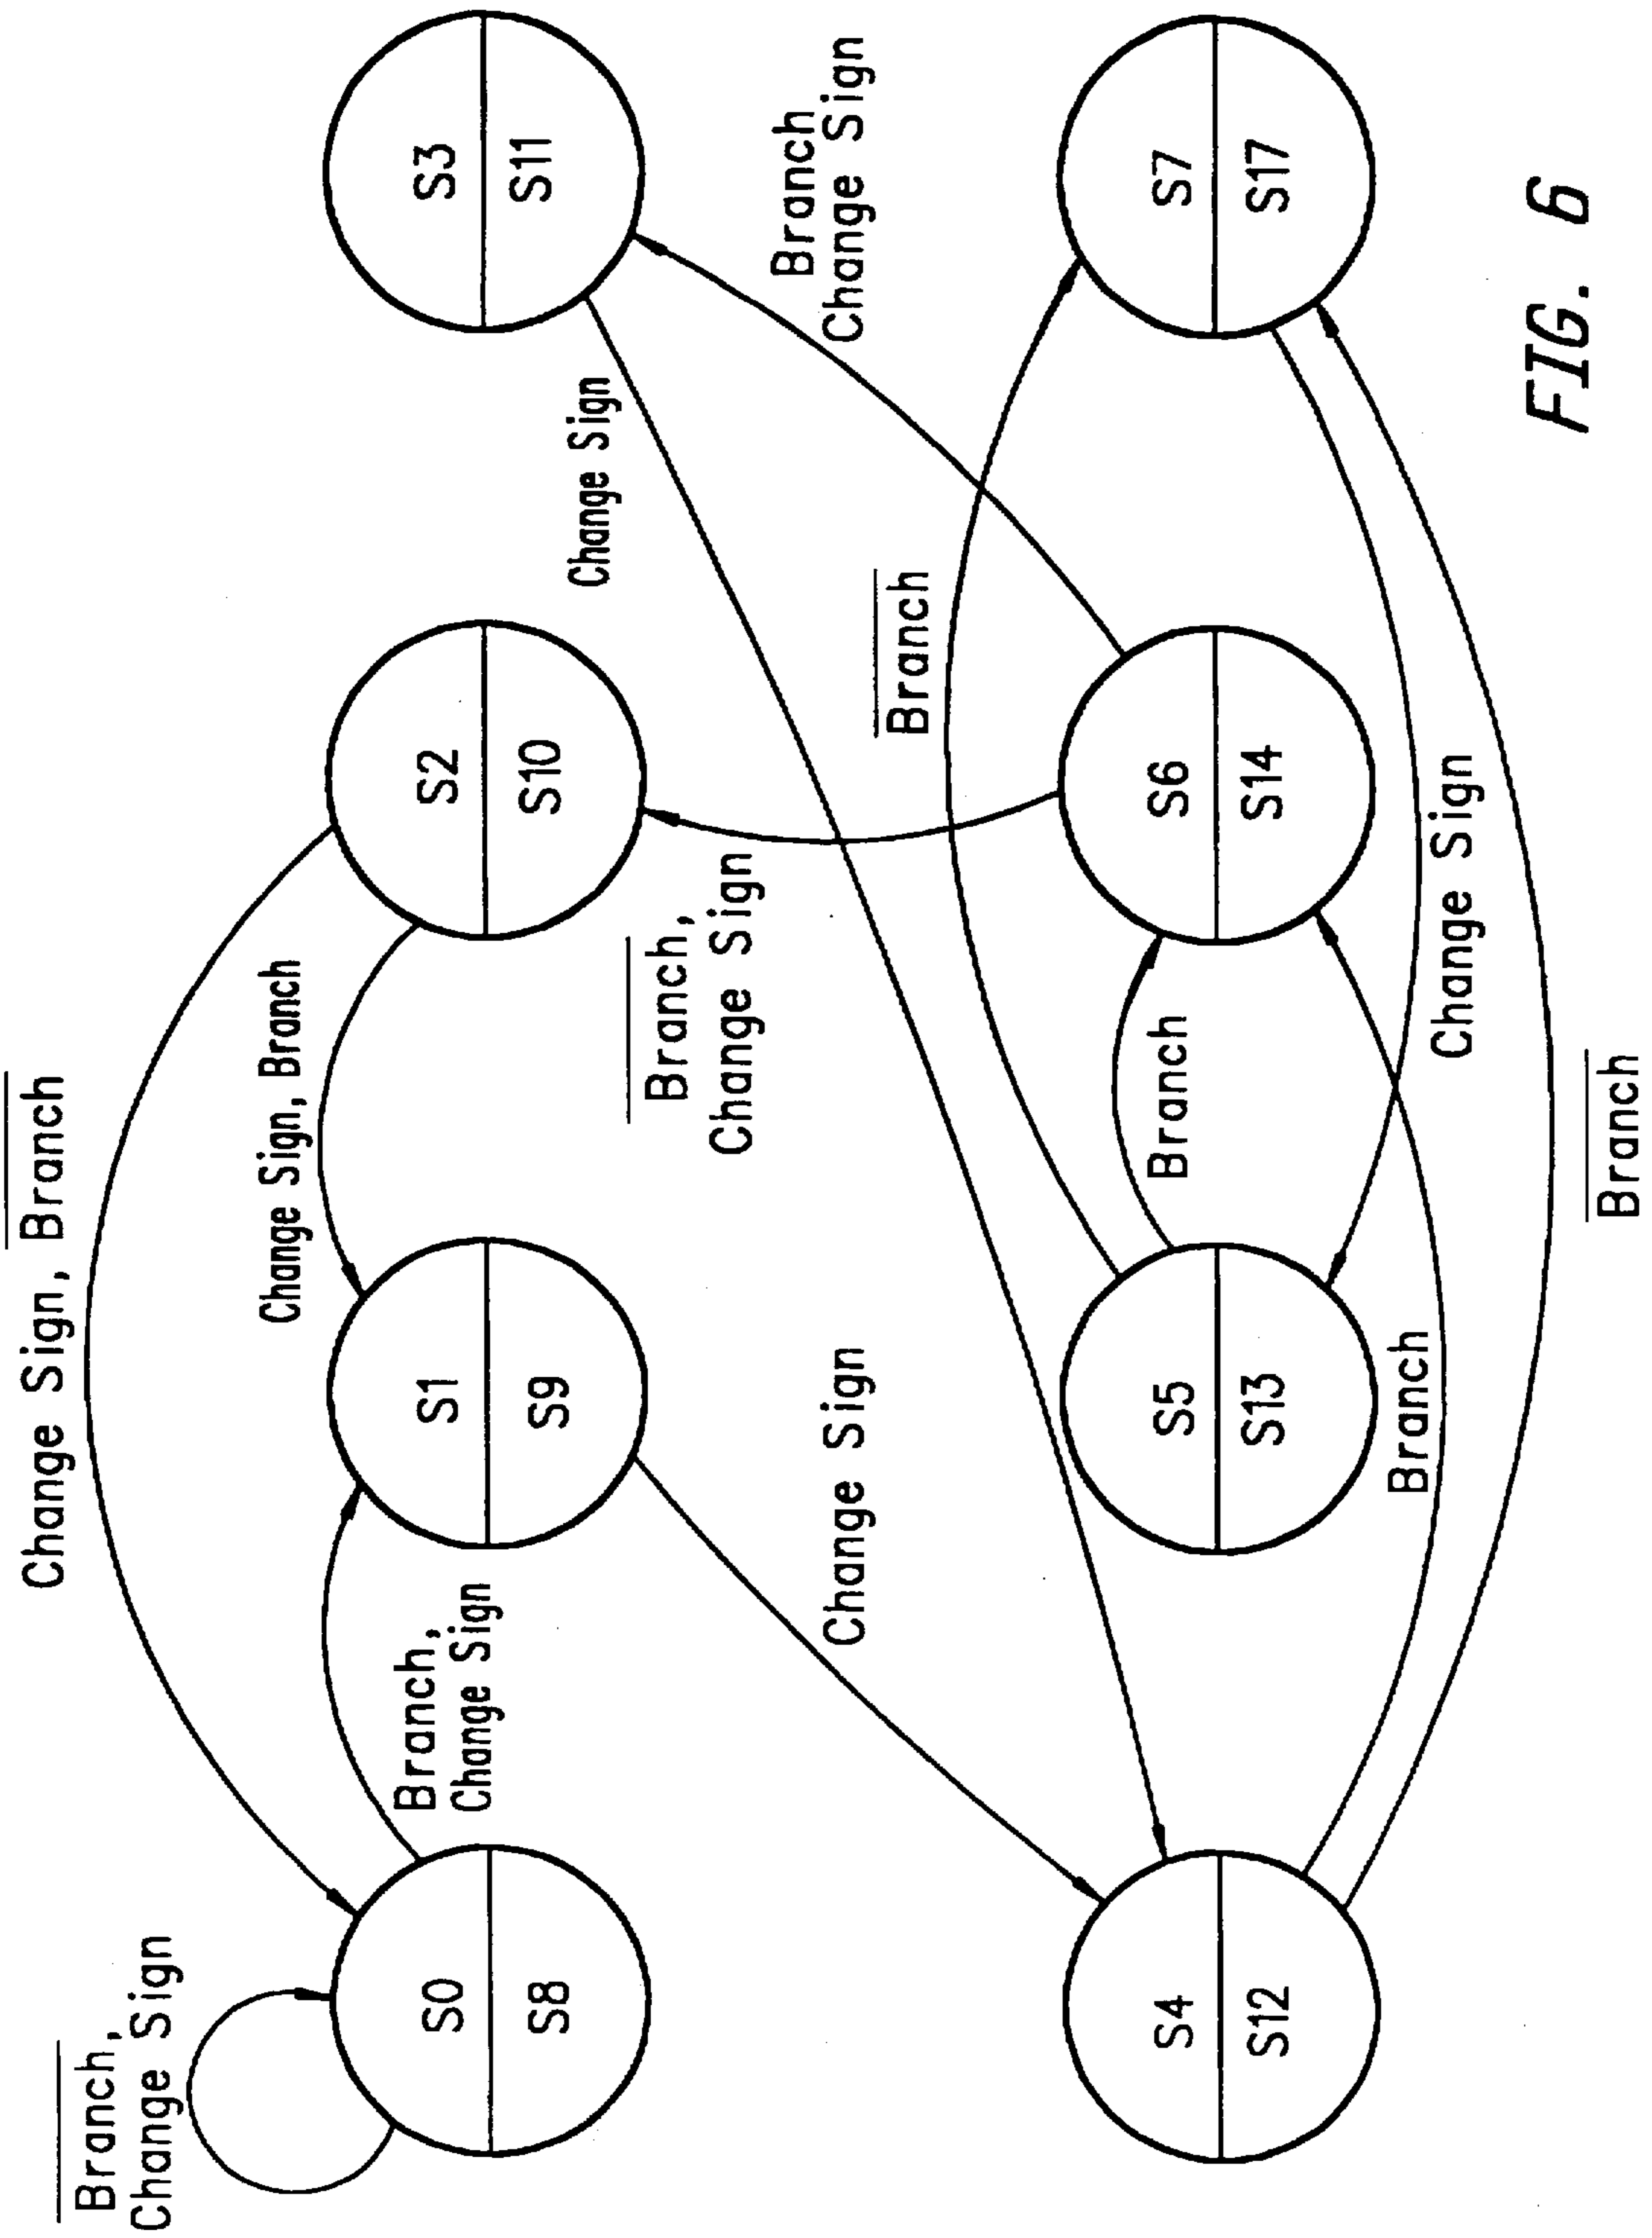 Change Sign, Branch
Branch,
Change Sign
Change Sign, Branch
Branch,
Change Sign
S0
S8
S1
S9
S2
S10
S3
S11
Change Sign
Branch,
Change Sign
Branch
Change Sign
Change Sign
Branch
Branch
S4
S12
S5
S13
S6
S14
S7
S17
Branch
Change Sign
Branch
FIG. 6